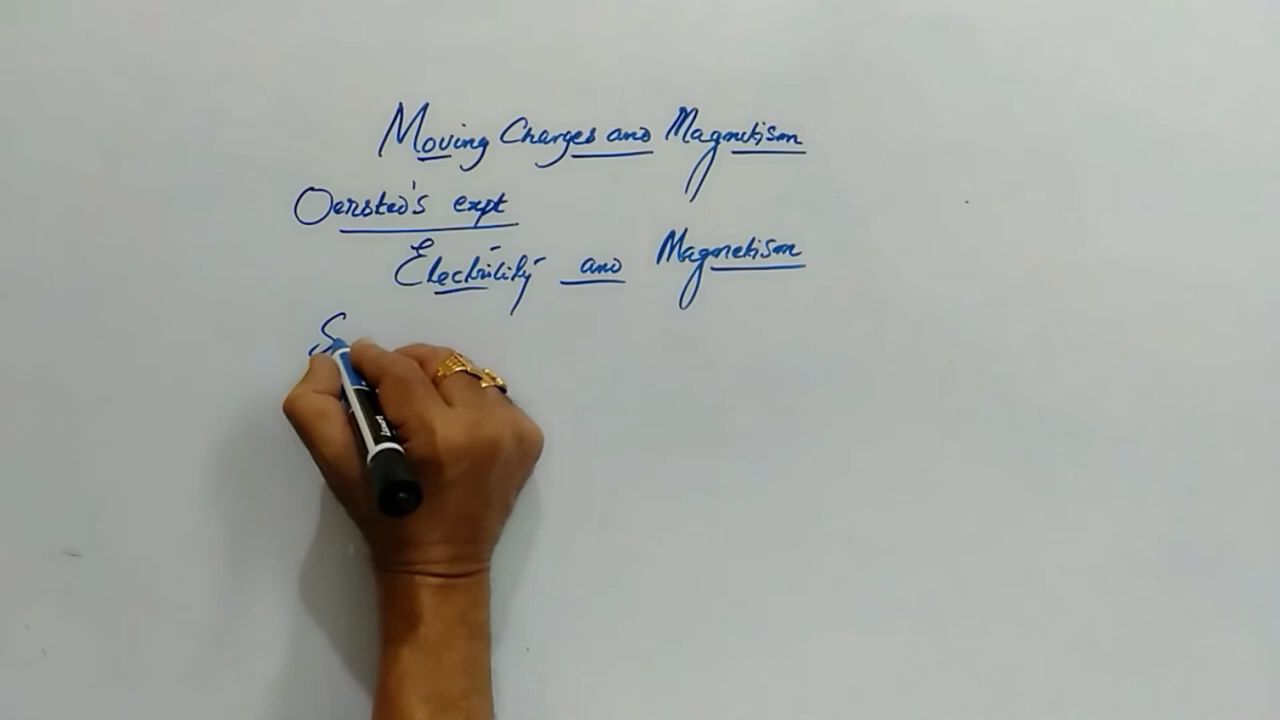 Moving Charges and Magnetism
Oersted's expt
Electricity and Magnetism
S